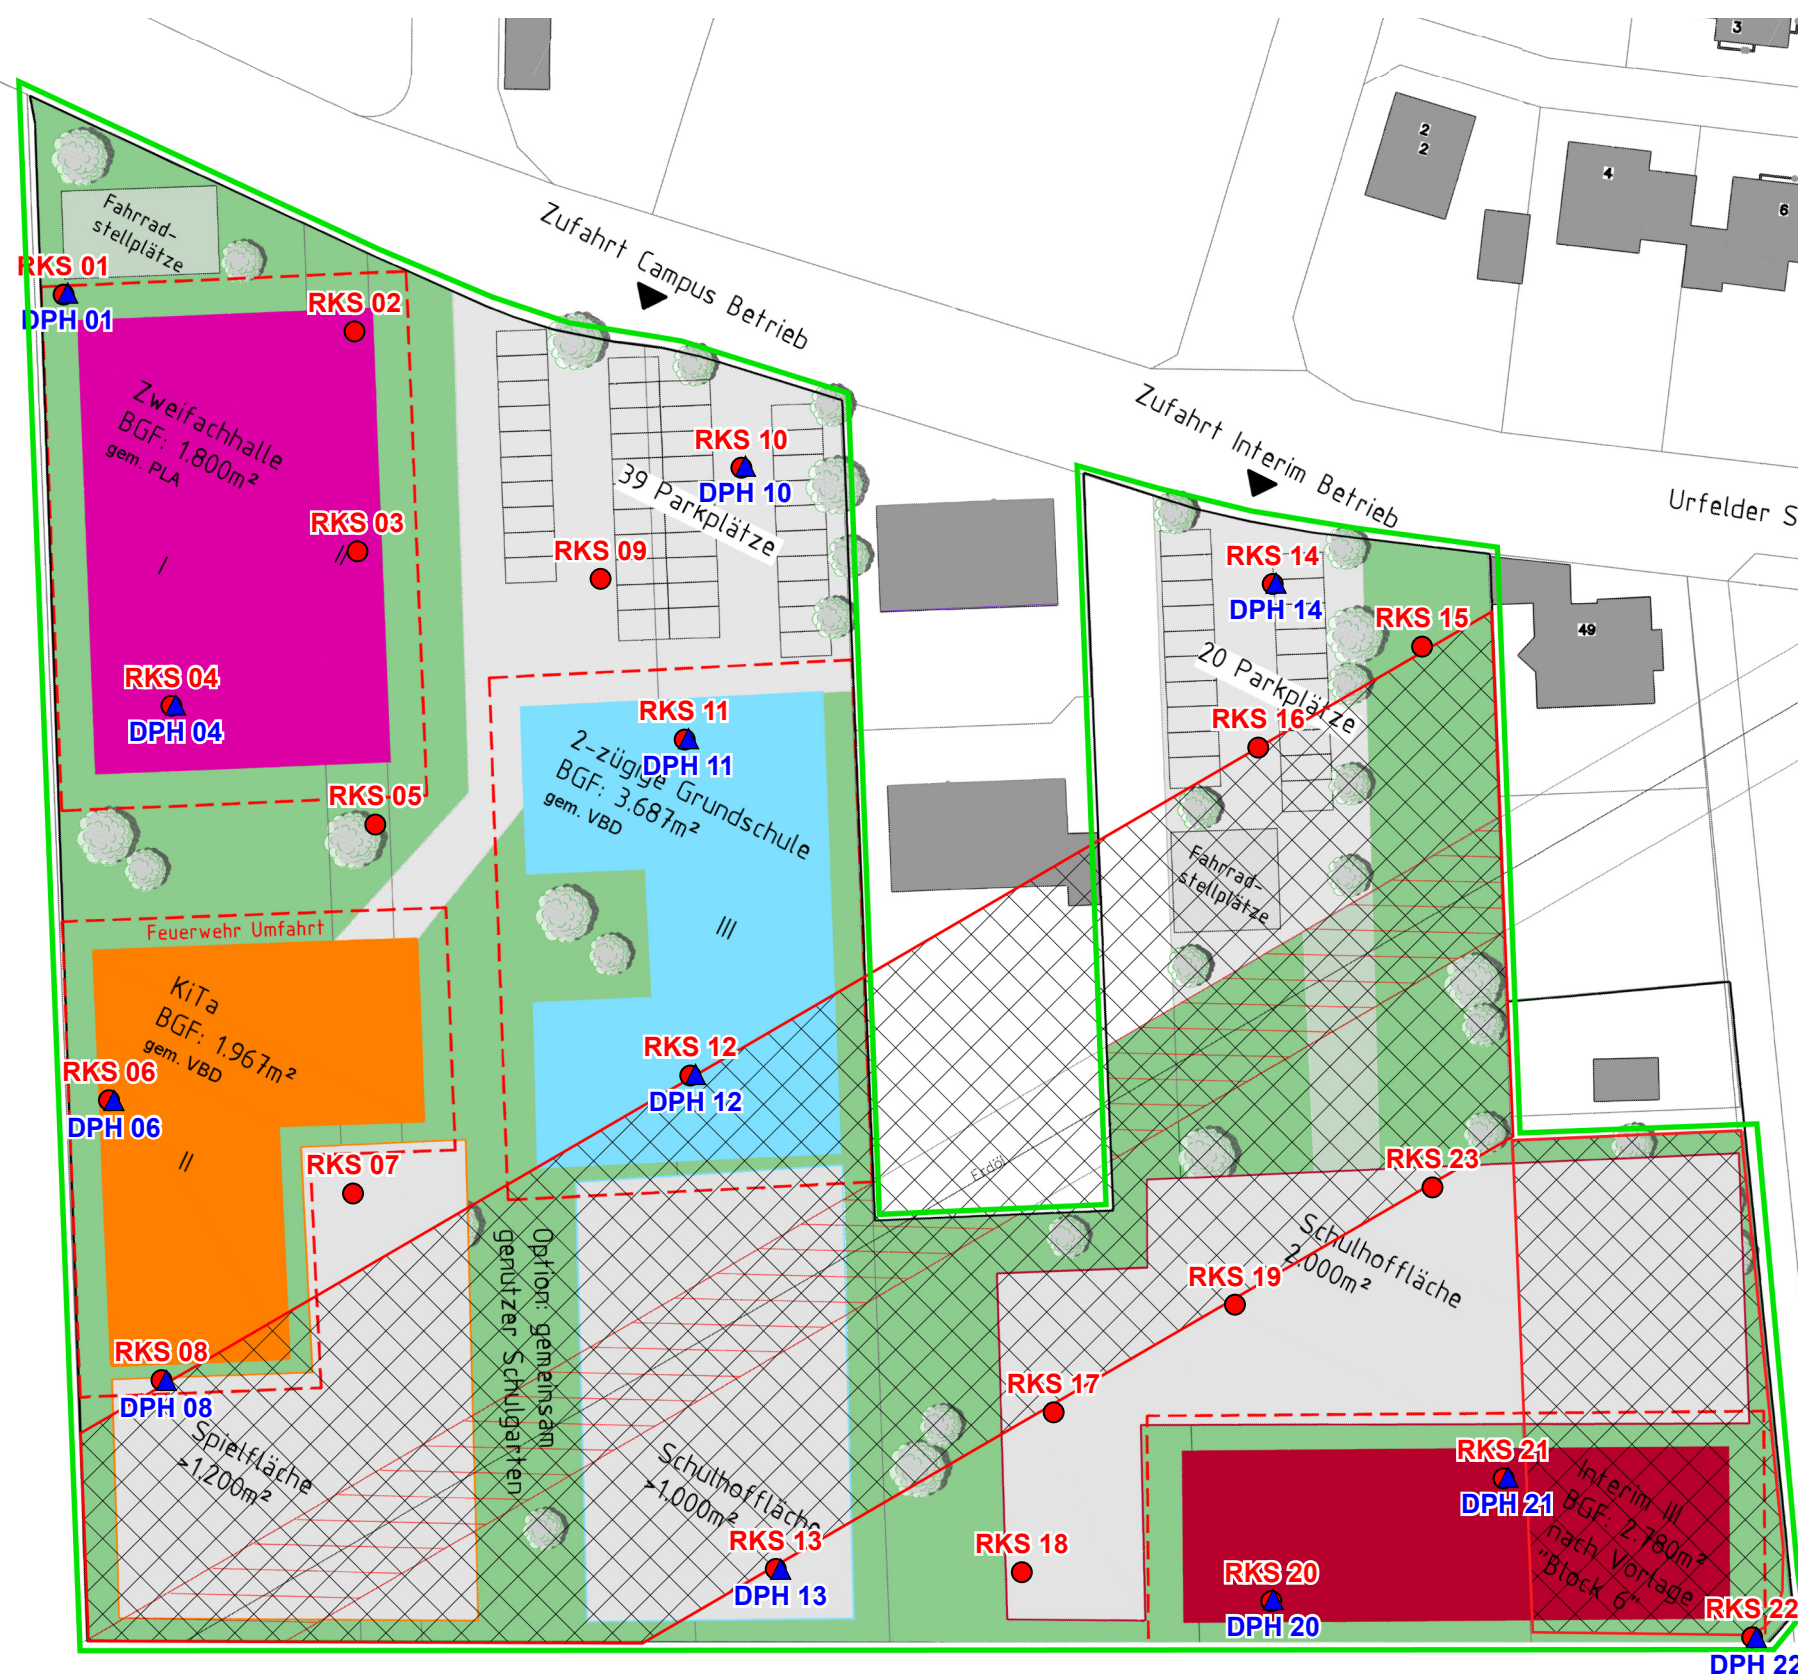 3
2
2
4
6
Zufahrt Campus Betrieb
Fahrrad-
stellplätze
RKS 01
DPH 01
RKS 02
Zweifachhalle
BGF: 1.800m²
gem. PLA
I
II
RKS 03
RKS 04
DPH 04
RKS 05
RKS 10
DPH 10
39 Parkplätze
RKS 09
Zufahrt Interim Betrieb
Urfelder S
RKS 14
DPH 14
RKS 15
49
20 Parkplätze
RKS 16
Fahrrad-
stellplätze
RKS 11
DPH 11
2-zügige Grundschule
BGF: 3.687m²
gem. VBD
III
Feuerwehr Umfahrt
KiTa
BGF: 1.967m²
gem. VBD
RKS 06
DPH 06
II
RKS 12
DPH 12
RKS 07
Erdöl
RKS 23
Schulhoffläche
2.000m²
RKS 19
RKS 08
DPH 08
Spielfläche
>1.200m²
Option: gemeinsam
genutzer Schulgarten
Schulhoffläche
>1.000m²
RKS 13
DPH 13
RKS 17
RKS 18
RKS 21
DPH 21
Interim III
BGF: 2.780m²
nach Vorlage
"Block 6"
RKS 20
DPH 20
RKS 22
DPH 22